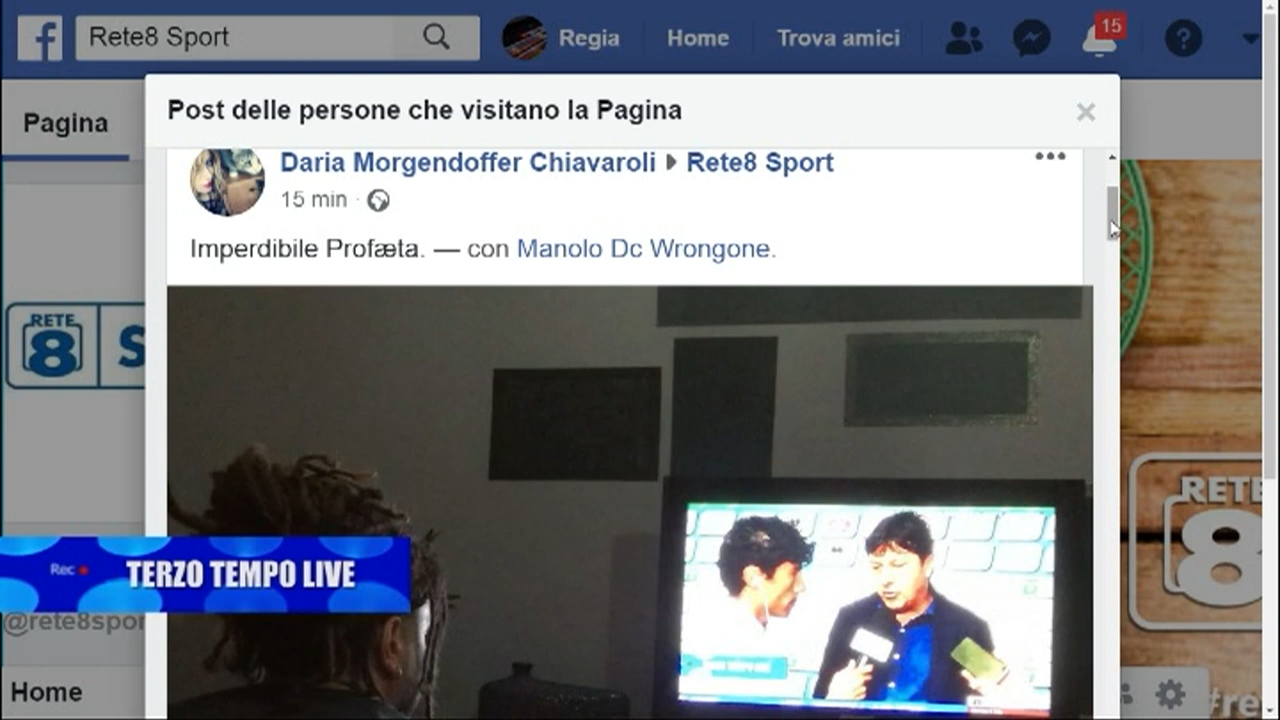 Rete8 Sport
Regia
Home
Trova amici
15
?
Pagina
Post delle persone che visitano la Pagina
×
Daria Morgendoffer Chiavaroli Rete8 Sport
15 min ·
Imperdibile Profæta. — con Manolo Dc Wrongone.
RETE
8
S
RETE
8
Rec
TERZO TEMPO LIVE
@rete8spor
Home
#re